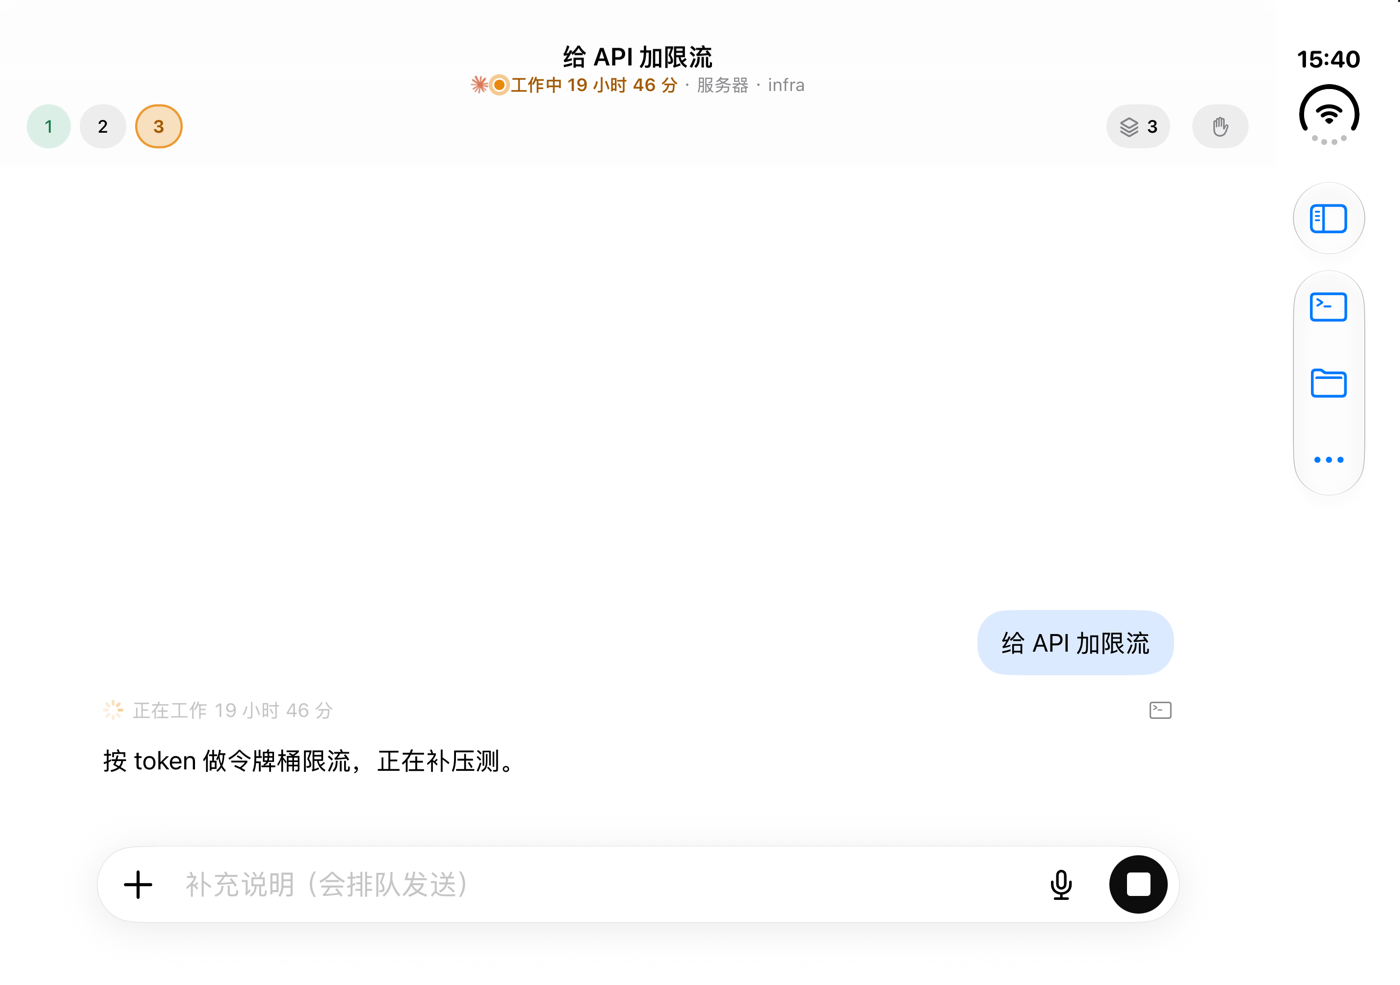 给 API 加限流
工作中 19 小时 46 分 · 服务器 · infra
15:40
1 2 3
3
给 API 加限流
正在工作 19 小时 46 分
按 token 做令牌桶限流，正在补压测。
补充说明（会排队发送）